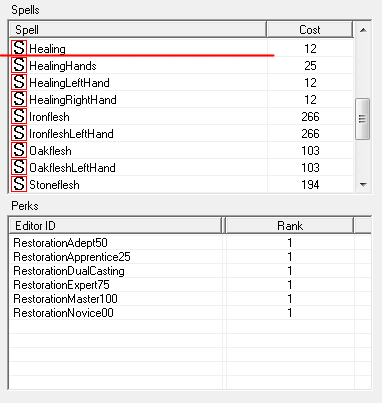 Spells
Spell Cost
S Healing 12
S HealingHands 25
S HealingLeftHand 12
S HealingRightHand 12
S Ironflesh 266
S IronfleshLeftHand 266
S Oakflesh 103
S OakfleshLeftHand 103
S Stoneflesh 194
Perks
Editor ID Rank
RestorationAdept50 1
RestorationApprentice25 1
RestorationDualCasting 1
RestorationExpert75 1
RestorationMaster100 1
RestorationNovice00 1